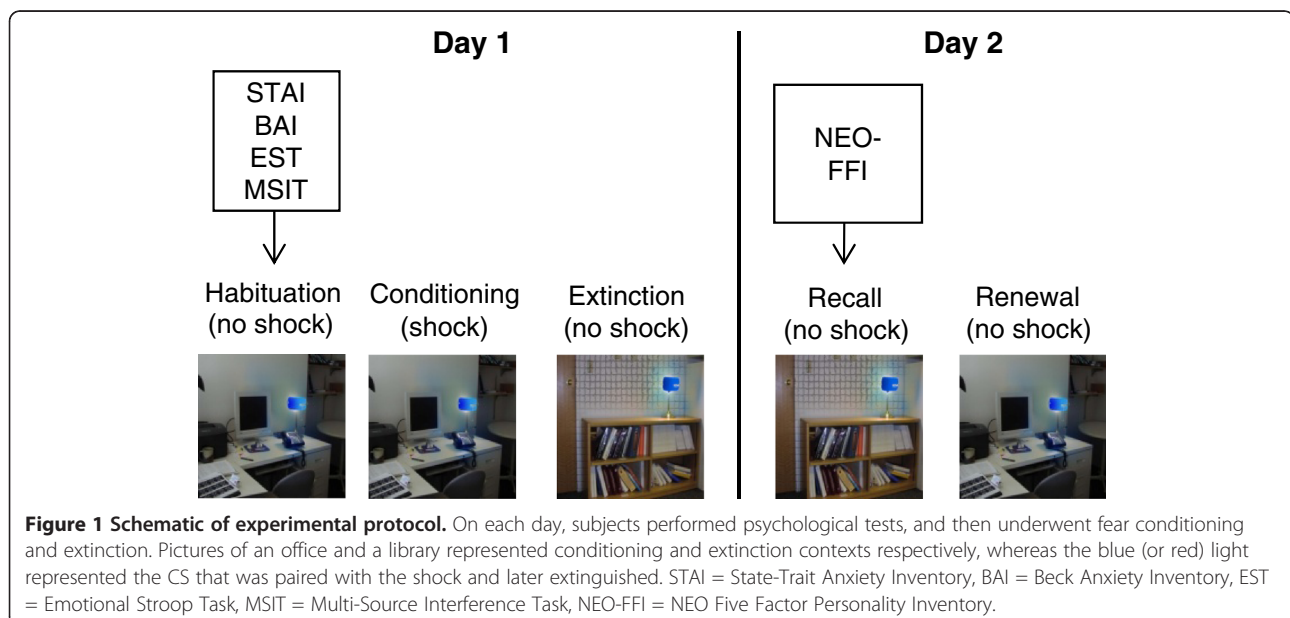 Day 1
Day 2
STAI
BAI
EST
MSIT
NEO-
FFI
Habituation
(no shock)
Conditioning
(shock)
Extinction
(no shock)
Recall
(no shock)
Renewal
(no shock)
Figure 1 Schematic of experimental protocol. On each day, subjects performed psychological tests, and then underwent fear conditioning
and extinction. Pictures of an office and a library represented conditioning and extinction contexts respectively, whereas the blue (or red) light
represented the CS that was paired with the shock and later extinguished. STAI = State-Trait Anxiety Inventory, BAI = Beck Anxiety Inventory, EST
= Emotional Stroop Task, MSIT = Multi-Source Interference Task, NEO-FFI = NEO Five Factor Personality Inventory.